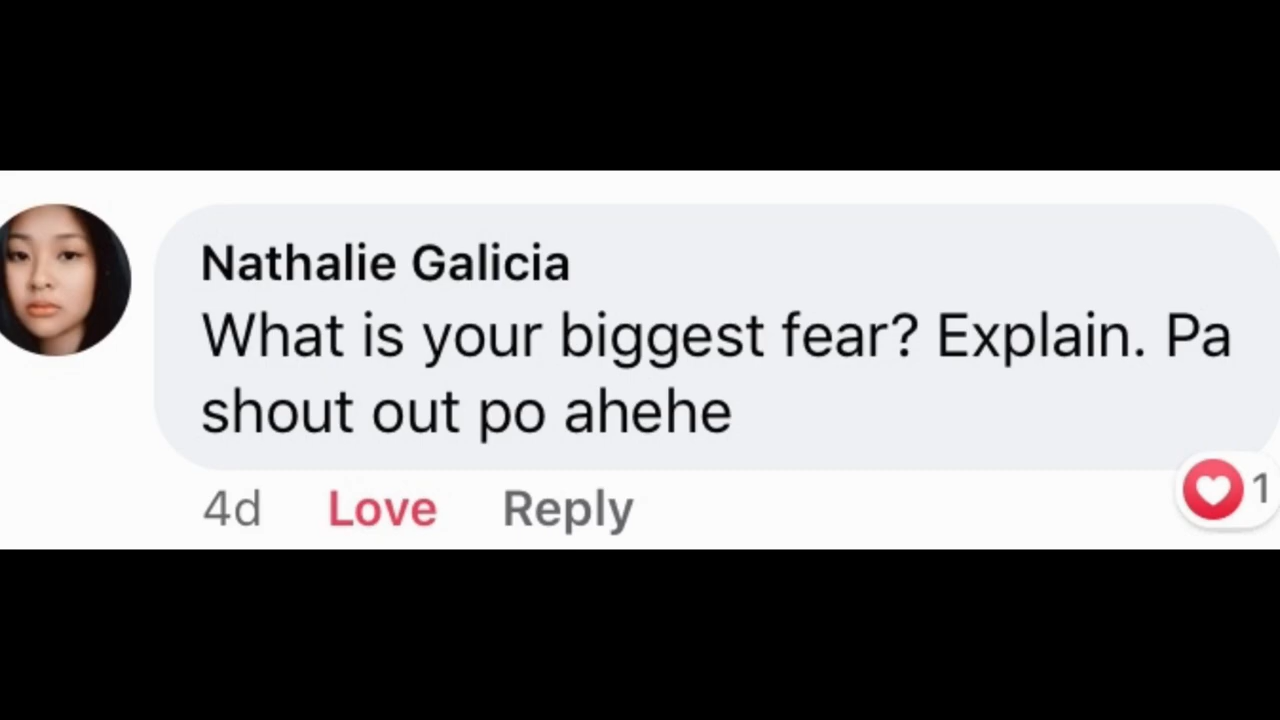 Nathalie Galicia
What is your biggest fear? Explain. Pa
shout out po ahehe
4d Love Reply
1